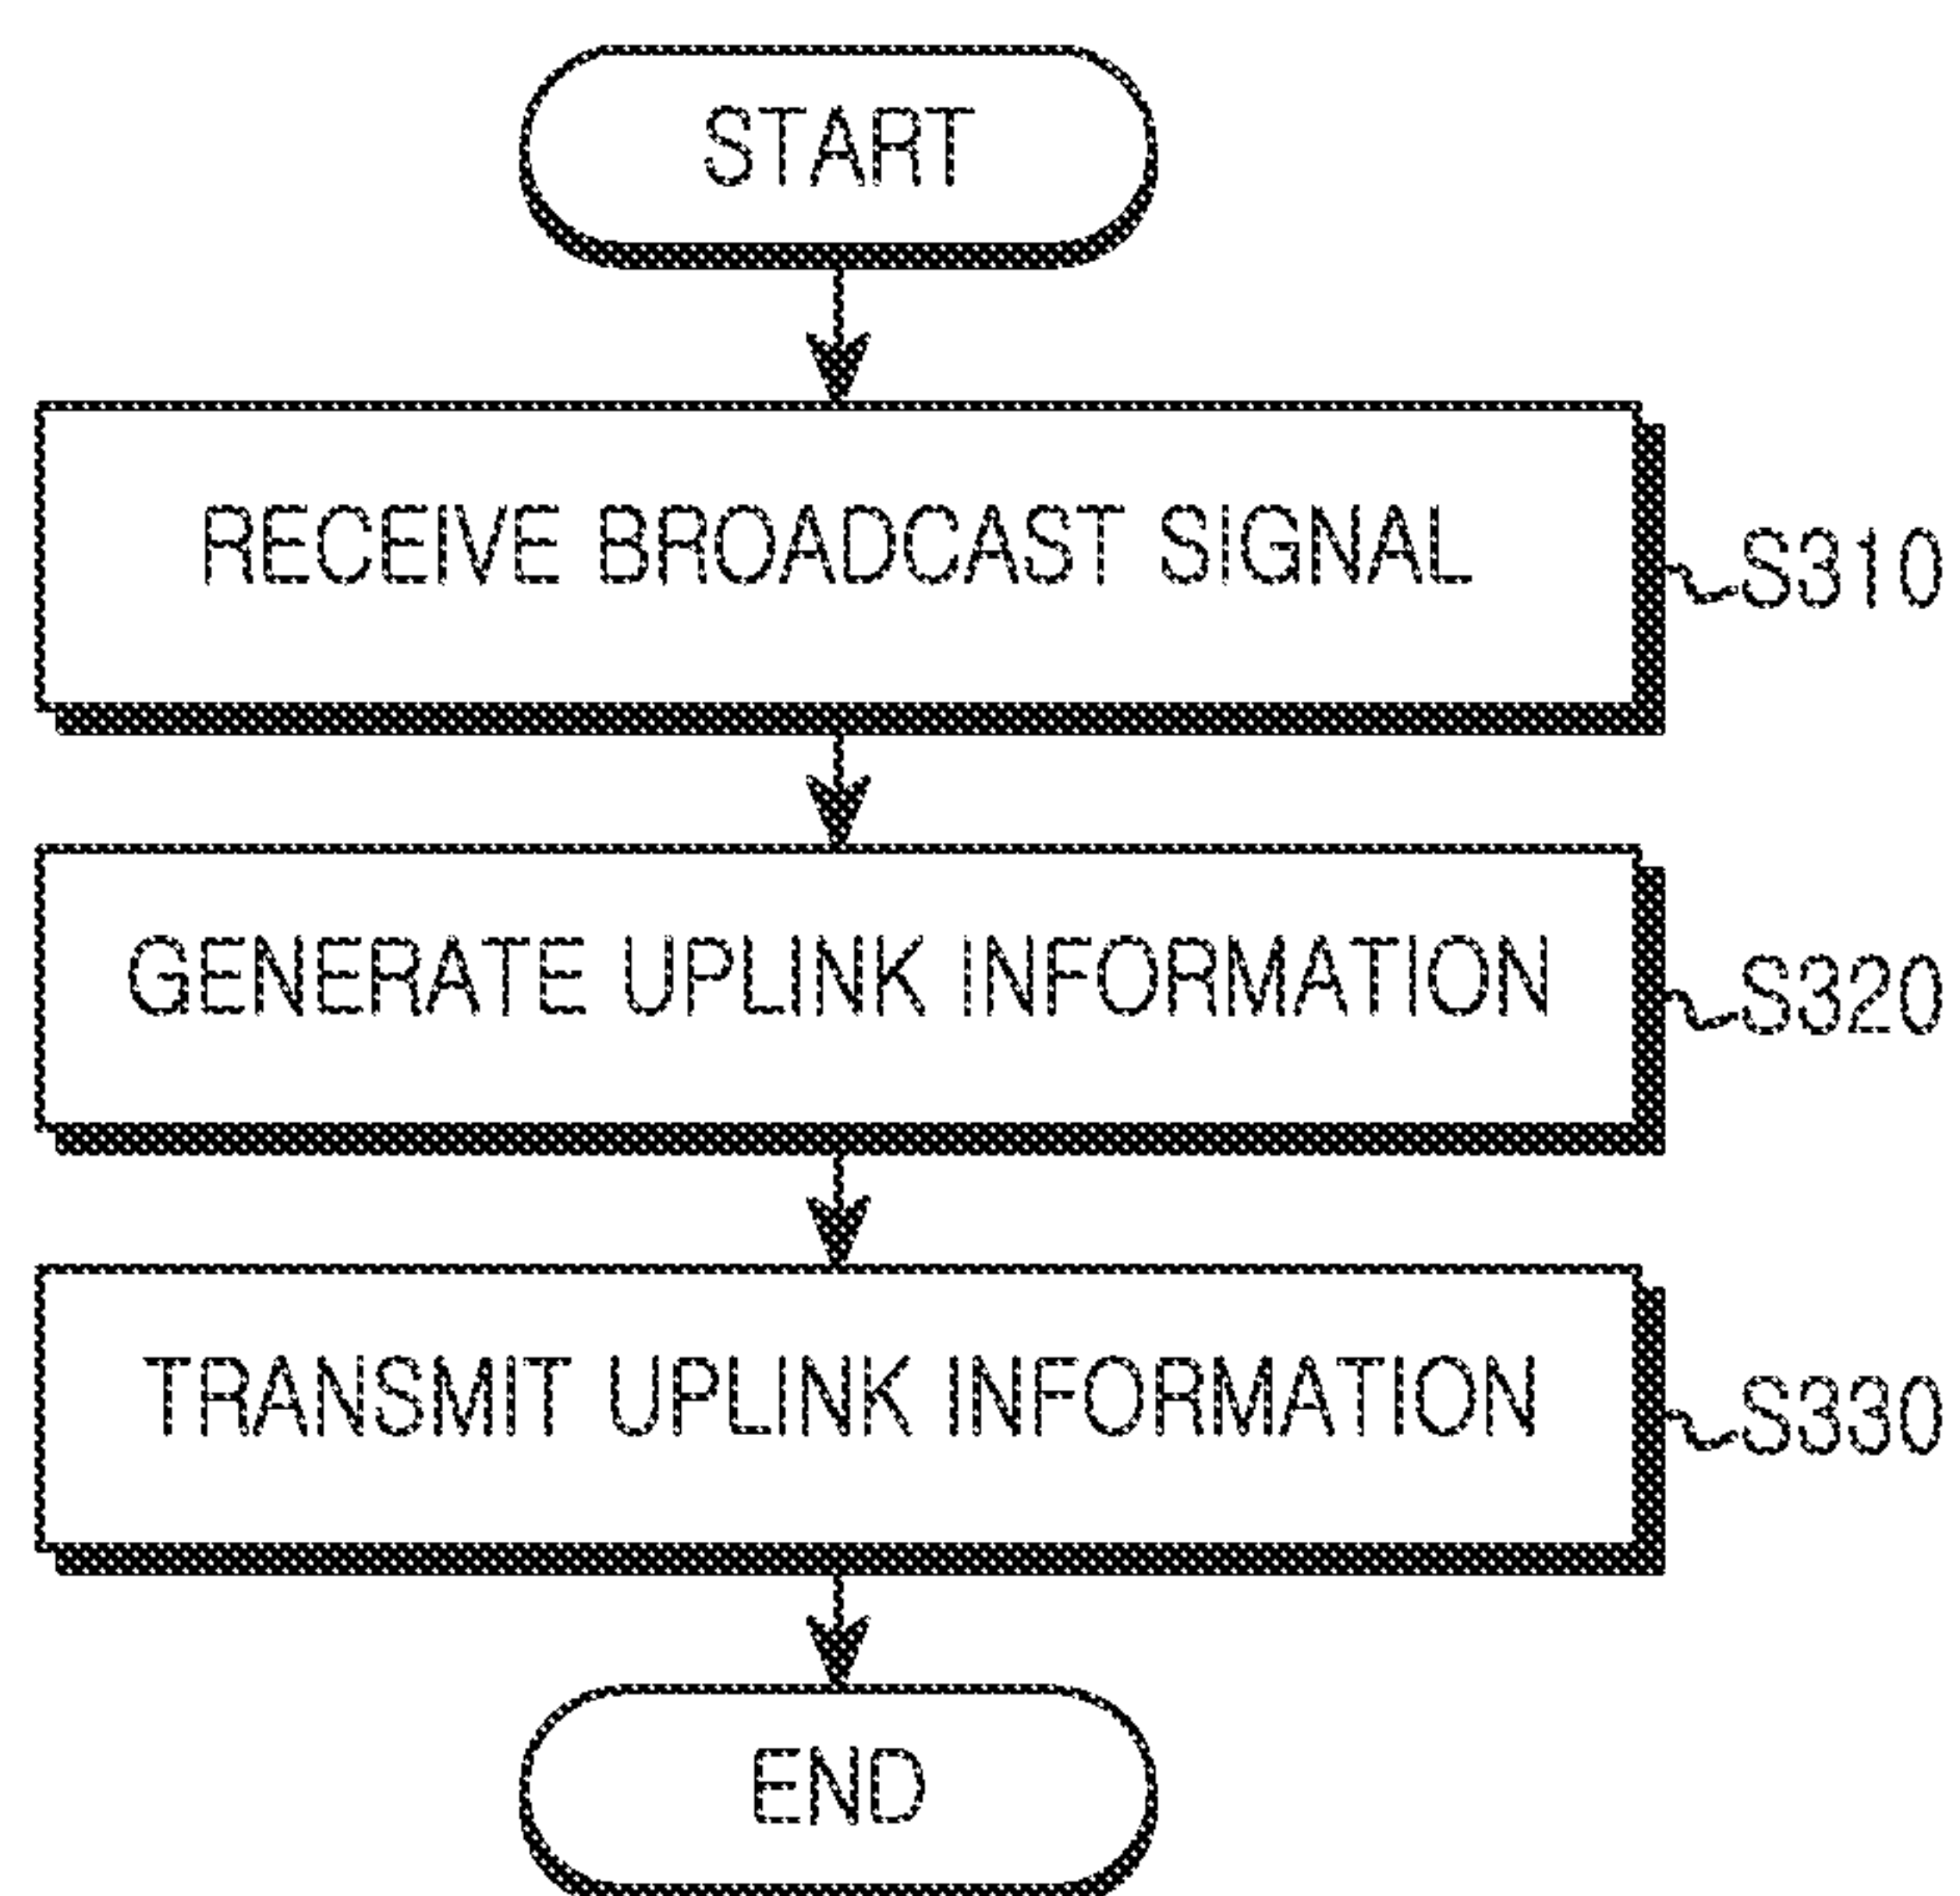 START
RECEIVE BROADCAST SIGNAL
S310
GENERATE UPLINK INFORMATION
S320
TRANSMIT UPLINK INFORMATION
S330
END